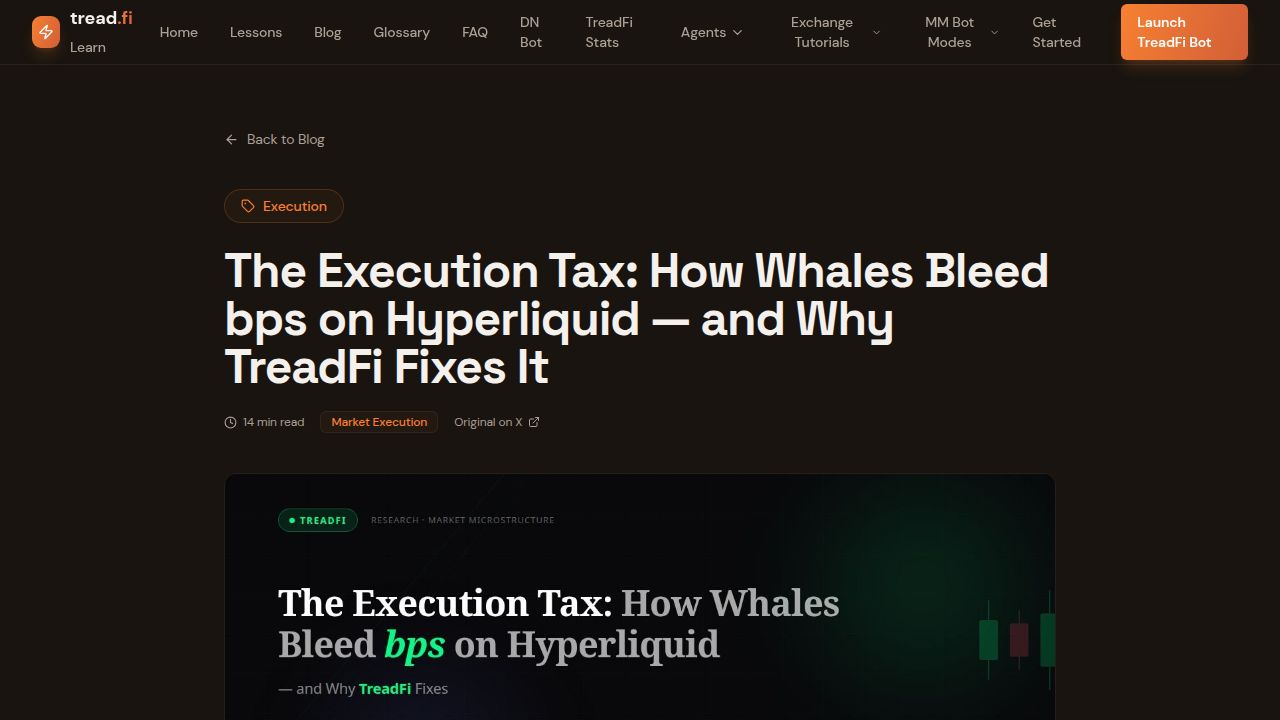 tread.fi
Learn
Home
Lessons
Blog
Glossary
FAQ
DN
Bot
TreadFi
Stats
Agents
Exchange
Tutorials
MM Bot
Modes
Get
Started
Launch
TreadFi Bot
Back to Blog
Execution
The Execution Tax: How Whales Bleed
bps on Hyperliquid — and Why
TreadFi Fixes It
14 min read
Market Execution
Original on X
TREADFI
RESEARCH · MARKET MICROSTRUCTURE
The Execution Tax: How Whales
Bleed bps on Hyperliquid
— and Why TreadFi Fixes